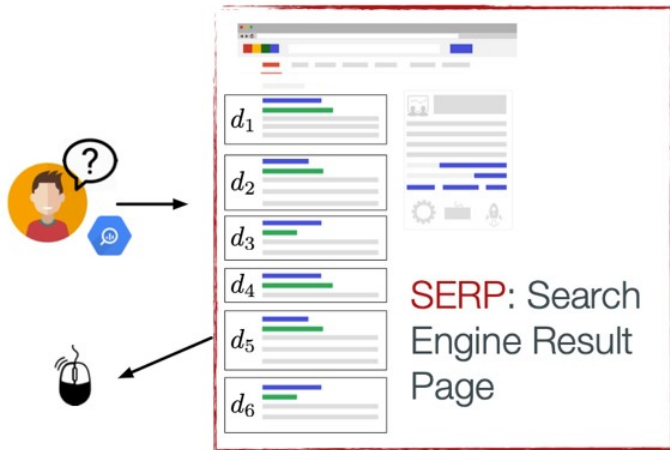 ?
d1
d2
d3
d4
d5
d6
SERP: Search
Engine Result
Page